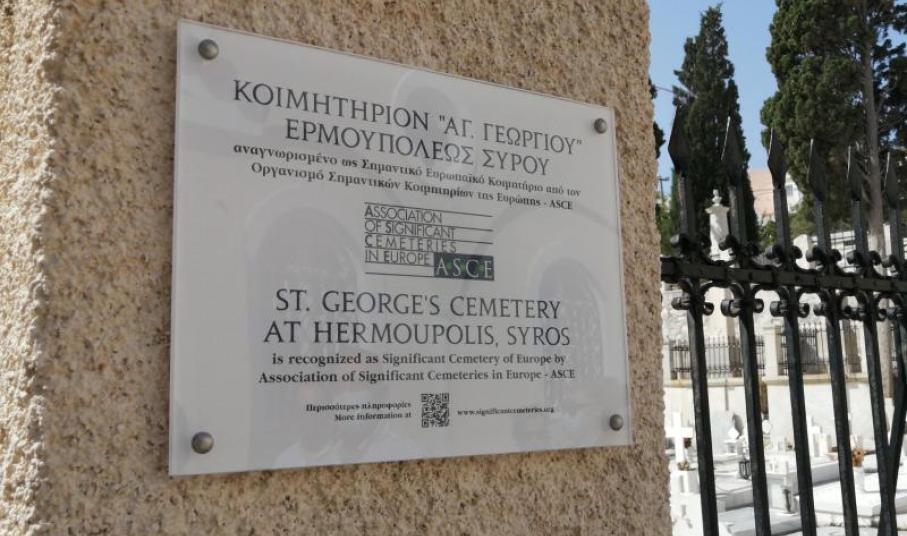 ΚΟΙΜΗΤΗΡΙΟΝ "ΑΓ. ΓΕΩΡΓΙΟΥ"
ΕΡΜΟΥΠΟΛΕΩΣ ΣΥΡΟΥ
αναγνωρισμένο ως Σημαντικό Ευρωπαϊκό Κοιμητήριο από τον
Οργανισμό Σημαντικών Κοιμητηρίων της Ευρώπης - ASCE
ASSOCIATION
OF SIGNIFICANT
CEMETERIES
IN EUROPE ASCE
ST. GEORGE'S CEMETERY
AT HERMOUPOLIS, SYROS
is recognized as Significant Cemetery of Europe by
Association of Significant Cemeteries in Europe - ASCE
Περισσότερες πληροφορίες
More information at
www.significantcemeteries.org